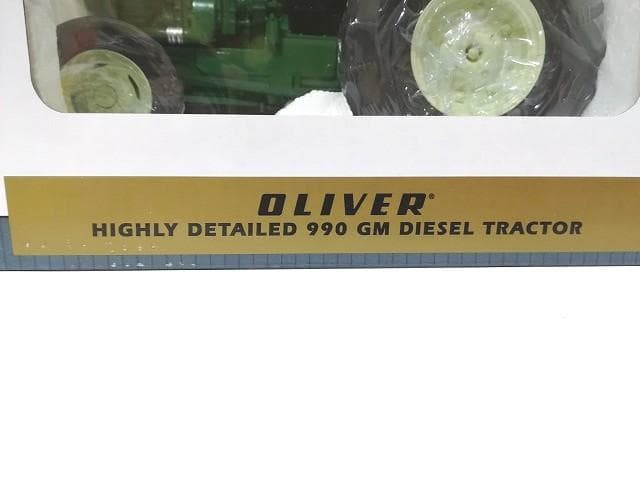 OLIVER®
HIGHLY DETAILED 990 GM DIESEL TRACTOR